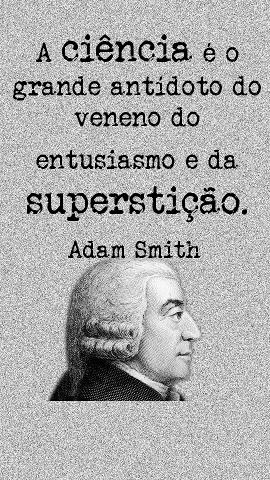 A ciência é o
grande antídoto do
veneno do
entusiasmo e da
superstição.
Adam Smith